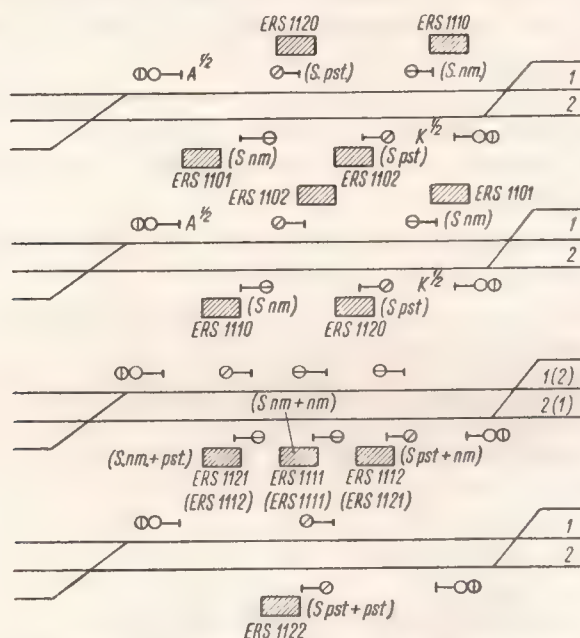 ERS 1120 ERS 1110
A 1/2 (S.pst.) (S.nm.) 1
2
(S nm) (S pst) K 1/2
ERS 1101 ERS 1102
ERS 1102 ERS 1101
A 1/2 (S nm) 1
2
(S nm) (S pst) K 1/2
ERS 1110 ERS 1120
(S nm + nm) 1(2)
2(1)
(S.nm.+pst.) (S pst + nm)
ERS 1121 ERS 1111 ERS 1112
(ERS 1112) (ERS 1111) (ERS 1121)
1
2
(S pst + pst)
ERS 1122